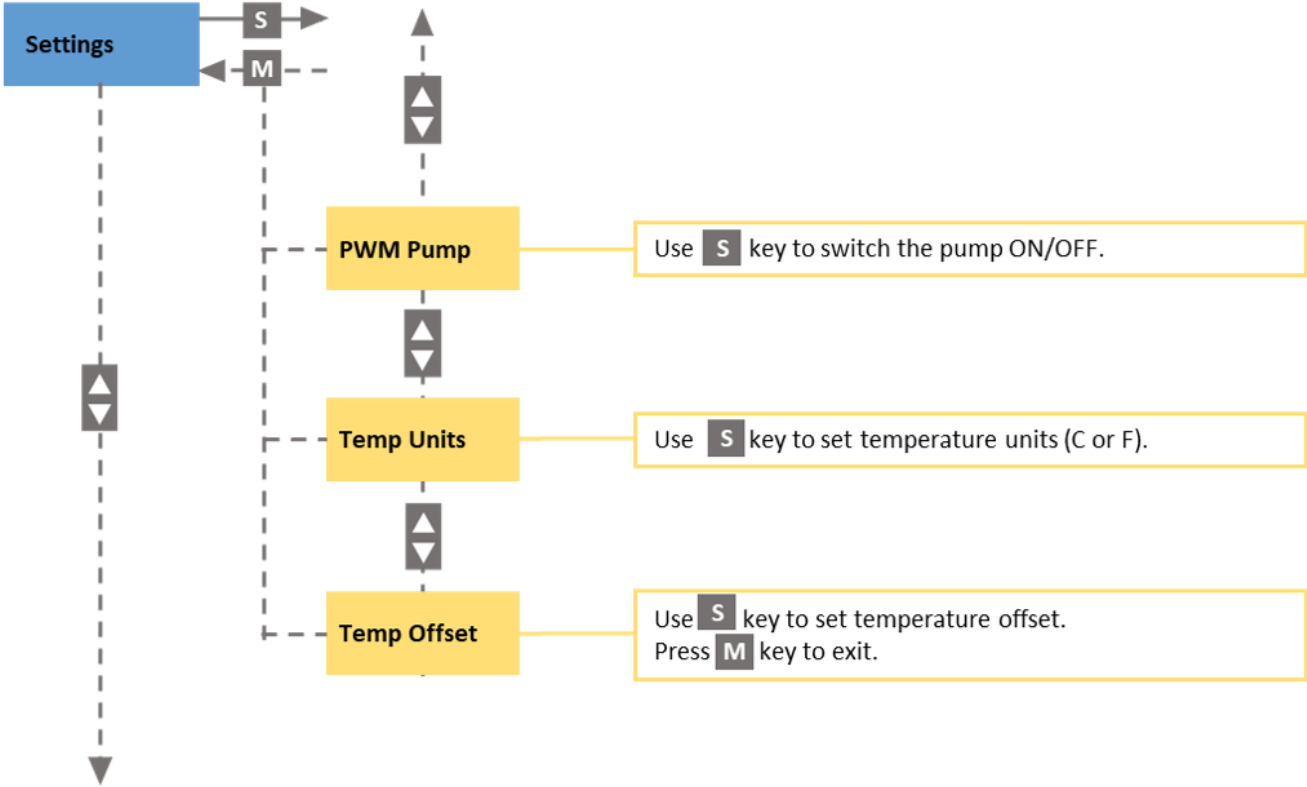 Settings
S
M
PWM Pump
Use S key to switch the pump ON/OFF.
Temp Units
Use S key to set temperature units (C or F).
Temp Offset
Use S key to set temperature offset.
Press M key to exit.